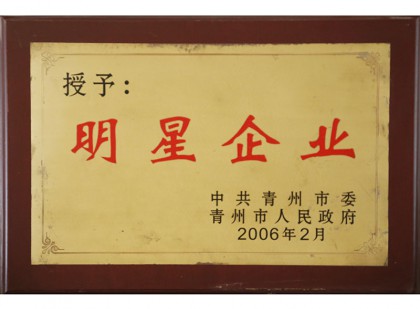 授予：
明星企业
中共青州市委
青州市人民政府
2006年2月